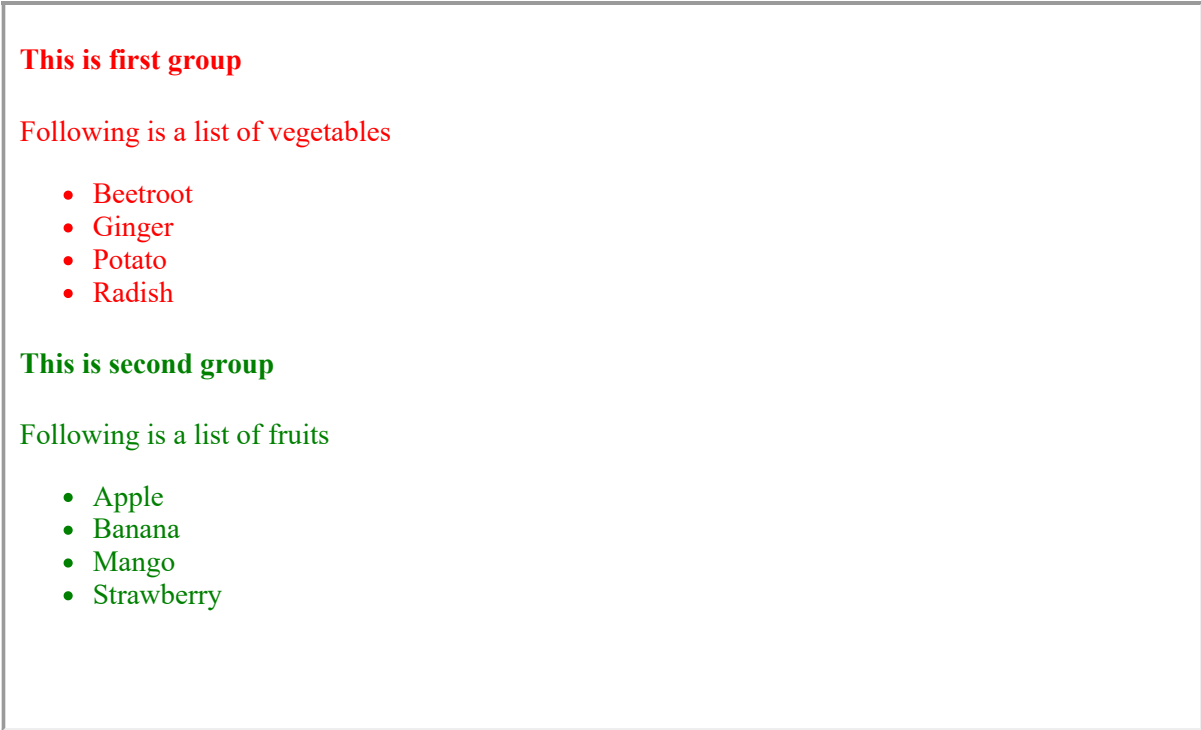 This is first group
Following is a list of vegetables
Beetroot
Ginger
Potato
Radish
This is second group
Following is a list of fruits
Apple
Banana
Mango
Strawberry